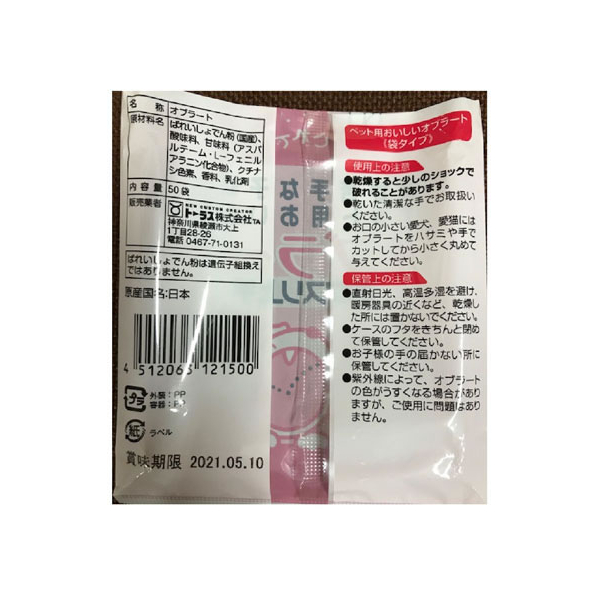 名 称 オブラート
原材料名 ばれいしょでん粉(国産)、
酸味料、甘味料(アスパ
ルテーム・L-フェニル
アラニン化合物)、クチナ
シ色素、香料、乳化剤
内容量 50袋
販売業者 NEW CUSTOM CREATOR
トーラス株式会社TA
神奈川県綾瀬市大上
1丁目26-26
電話 0467-71-0131
ばれいしょでん粉は遺伝子組換え
ではありません。
原産国名:日本
4 512063 121500
プラ 外装:PP
容器:
紙 ラベル
賞味期限 2021.05.10
ペット用おいしいオブラート
(袋タイプ)
使用上の注意
●乾燥すると少しのショックで
破れることがあります。
●乾いた清潔な手でお取扱い
ください。
●お口の小さい愛犬、愛猫には
オブラートをハサミや手で
カットしてから小さく丸めて
与えてください。
保管上の注意
●直射日光、高温多湿を避け、
暖房器具の近くなど、乾燥し
た所には置かないでください。
●ケースのフタをきちんと閉め
て保管してください。
●お子様の手の届かない所に
保管してください。
●紫外線によって、オブラート
の色がうすくなる場合があり
ますが、ご使用に問題はあり
ません。